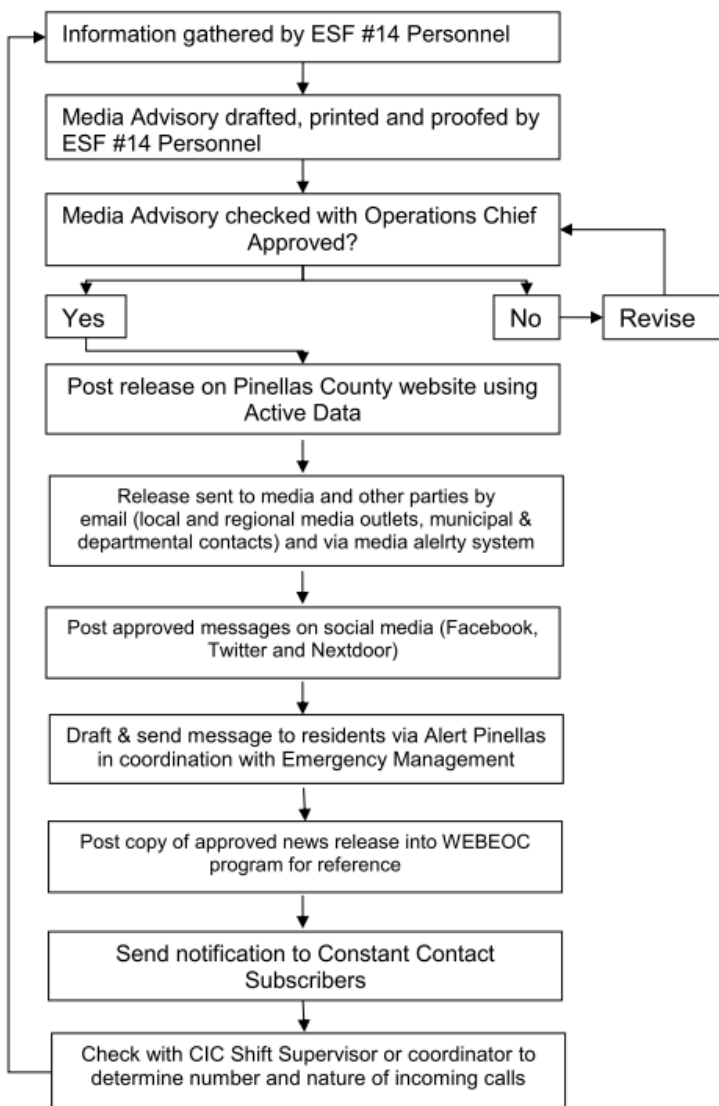 Information gathered by ESF #14 Personnel
Media Advisory drafted, printed and proofed by
ESF #14 Personnel
Media Advisory checked with Operations Chief
Approved?
Yes
No
Revise
Post release on Pinellas County website using
Active Data
Release sent to media and other parties by
email (local and regional media outlets, municipal &
departmental contacts) and via media alelrty system
Post approved messages on social media (Facebook,
Twitter and Nextdoor)
Draft & send message to residents via Alert Pinellas
in coordination with Emergency Management
Post copy of approved news release into WEBEOC
program for reference
Send notification to Constant Contact
Subscribers
Check with CIC Shift Supervisor or coordinator to
determine number and nature of incoming calls